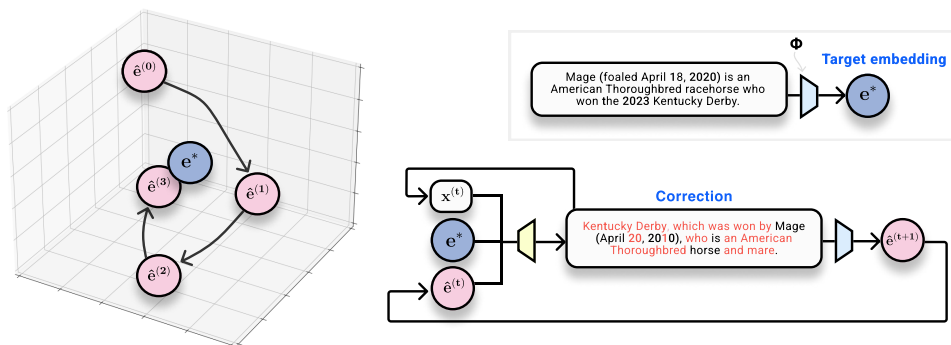 ê⁽⁰⁾
e*
ê⁽³⁾
ê⁽¹⁾
ê⁽²⁾
Φ
Target embedding
Mage (foaled April 18, 2020) is an
American Thoroughbred racehorse who
won the 2023 Kentucky Derby.
e*
Correction
x⁽ᵗ⁾
e*
ê⁽ᵗ⁾
Kentucky Derby, which was won by Mage
(April 20, 2010), who is an American
Thoroughbred horse and mare.
ê⁽ᵗ⁺¹⁾